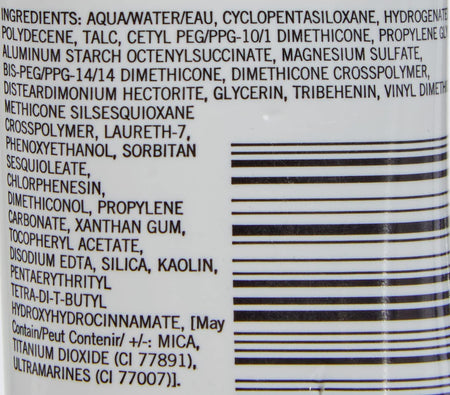 INGREDIENTS: AQUA/WATER/EAU, CYCLOPENTASILOXANE, HYDROGENATE
POLYDECENE, TALC, CETYL PEG/PPG-10/1 DIMETHICONE, PROPYLENE GL
ALUMINUM STARCH OCTENYLSUCCINATE, MAGNESIUM SULFATE,
BIS-PEG/PPG-14/14 DIMETHICONE, DIMETHICONE CROSSPOLYMER,
DISTEARDIMONIUM HECTORITE, GLYCERIN, TRIBEHENIN, VINYL DIMETH
METHICONE SILSESQUIOXANE
CROSSPOLYMER, LAURETH-7,
PHENOXYETHANOL, SORBITAN
SESQUIOLEATE,
CHLORPHENESIN,
DIMETHICONOL, PROPYLENE
CARBONATE, XANTHAN GUM,
TOCOPHERYL ACETATE,
DISODIUM EDTA, SILICA, KAOLIN,
PENTAERYTHRITYL
TETRA-DI-T-BUTYL
HYDROXYHYDROCINNAMATE, [May
Contain/Peut Contenir/ +/-: MICA,
TITANIUM DIOXIDE (CI 77891),
ULTRAMARINES (CI 77007)].